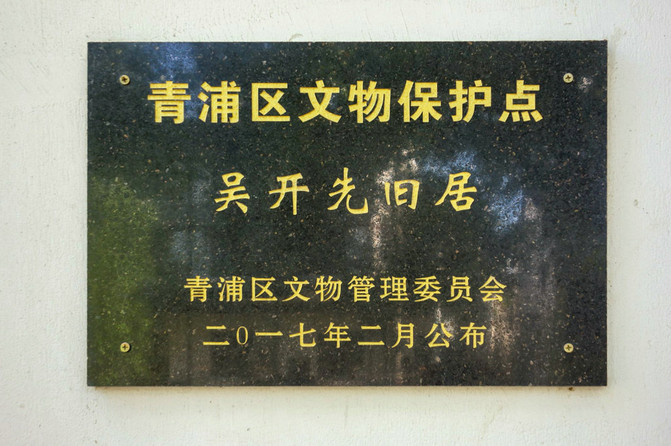 青浦区文物保护点
吴开先旧居
青浦区文物管理委员会
二0一七年二月公布